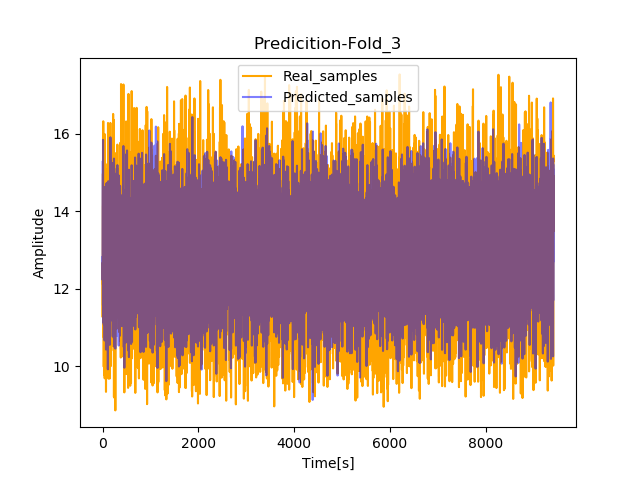 Predicition-Fold_3
Real_samples
Predicted_samples
16
14
12
10
Amplitude
0 2000 4000 6000 8000
Time[s]